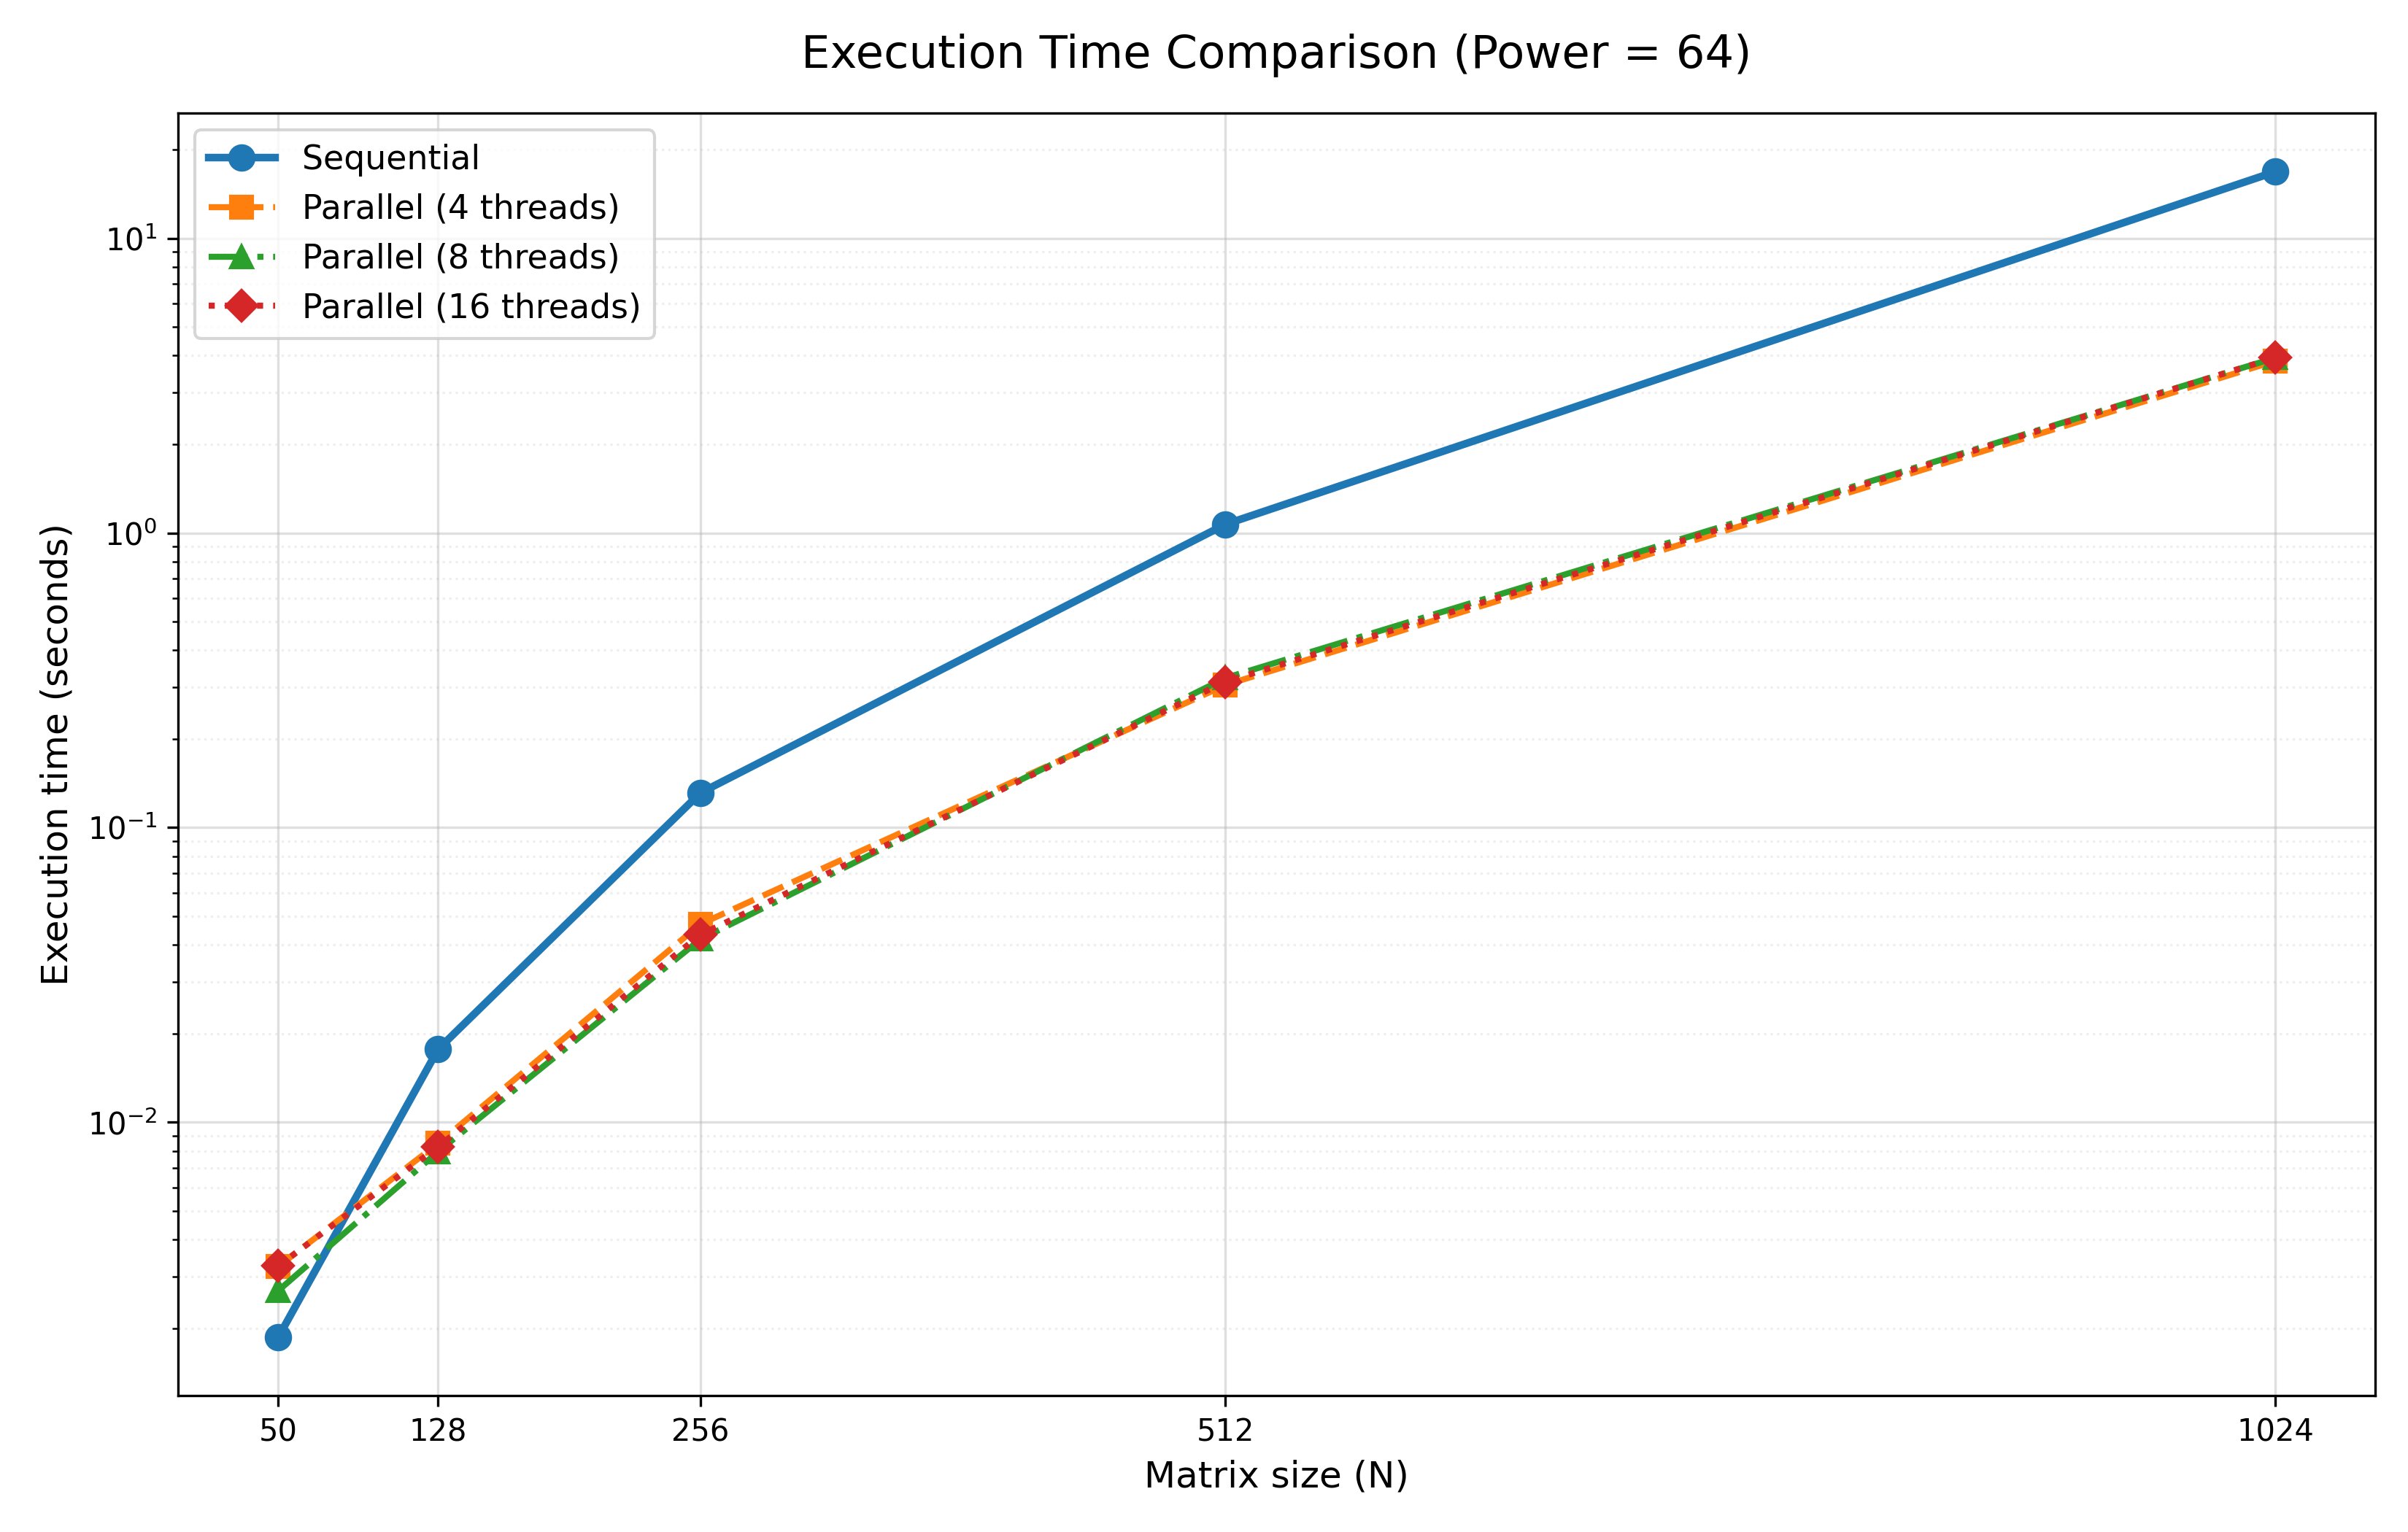 Execution Time Comparison (Power = 64)
Sequential
Parallel (4 threads)
Parallel (8 threads)
Parallel (16 threads)
Execution time (seconds)
10¹
10⁰
10⁻¹
10⁻²
50 128 256 512 1024
Matrix size (N)